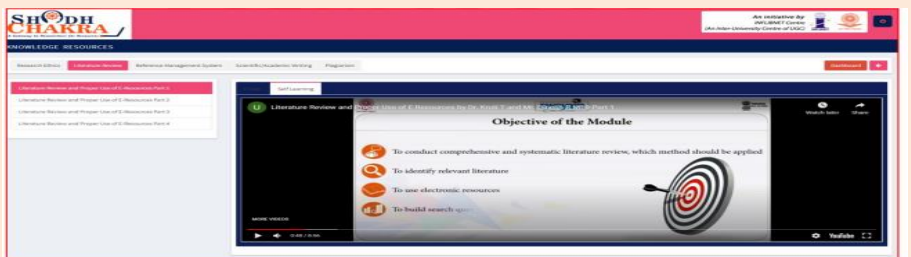 SHODH
CHAKRA
An initiative by
INFLIBNET Centre
(An Inter-University Centre of UGC)
KNOWLEDGE RESOURCES
Research Ethics Literature Review Reference Management System Scientific/Academic Writing Plagiarism
Dashboard
Literature Review and Proper Use of E-Resources Part 1
Literature Review and Proper Use of E-Resources Part 2
Literature Review and Proper Use of E-Resources Part 3
Literature Review and Proper Use of E-Resources Part 4
Self Learning
U Literature Review and Proper Use of E-Resources by Dr. Kruti T and Mr. Part 1
Watch later Share
Objective of the Module
To conduct comprehensive and systematic literature review, which method should be applied
To identify relevant literature
To use electronic resources
To build search
MORE VIDEOS
YouTube